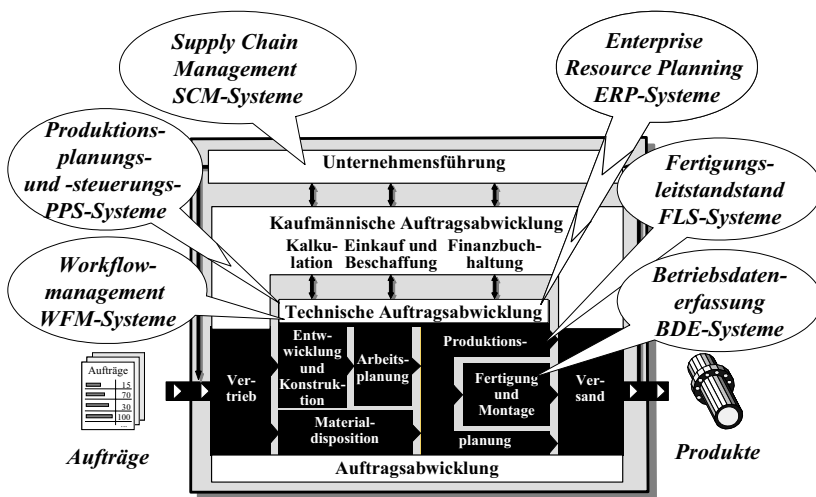 Supply Chain
Management
SCM-Systeme
Enterprise
Resource Planning
ERP-Systeme
Produktions-
planungs-
und -steuerungs-
PPS-Systeme
Unternehmensführung
Fertigungs-
leitstandstand
FLS-Systeme
Kaufmännische Auftragsabwicklung
Kalku-
lation
Einkauf und
Beschaffung
Finanzbuch-
haltung
Workflow-
management
WFM-Systeme
Technische Auftragsabwicklung
Betriebsdaten-
erfassung
BDE-Systeme
Aufträge
15
70
30
100
...
Ver-
trieb
Entw-
wicklung
und
Konstruk-
tion
Arbeits-
planung
Material-
disposition
Produktions-
Fertigung
und
Montage
planung
Ver-
sand
Aufträge
Produkte
Auftragsabwicklung